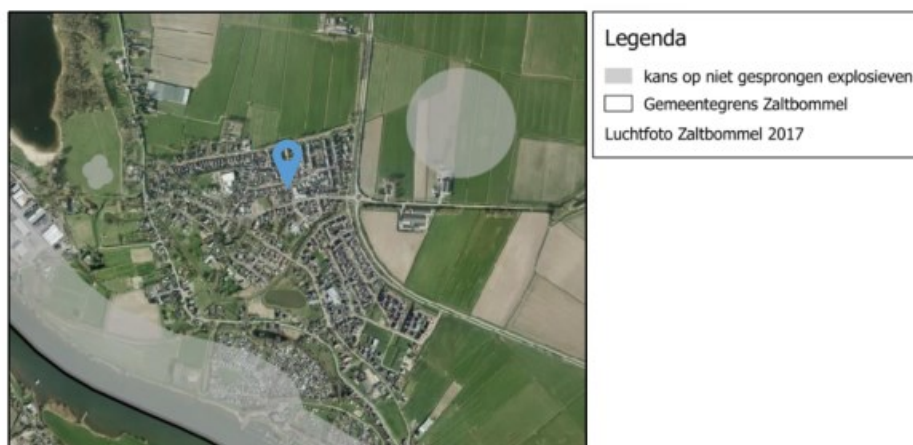 Legenda
kans op niet gesprongen explosieven
Gemeentegrens Zaltbommel
Luchtfoto Zaltbommel 2017